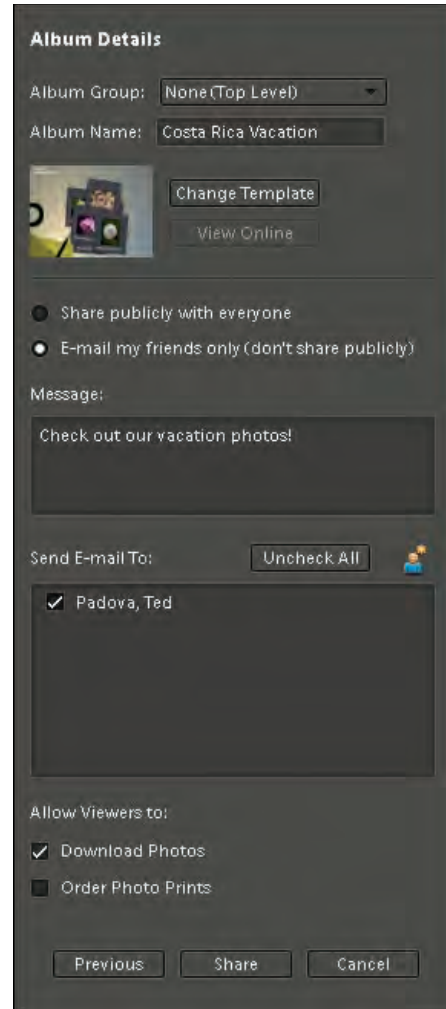 Album Details
Album Group: None(Top Level)
Album Name: Costa Rica Vacation
Change Template
View Online
Share publicly with everyone
E-mail my friends only (don't share publicly)
Message:
Check out our vacation photos!
Send E-mail To: Uncheck All
Padova, Ted
Allow Viewers to:
Download Photos
Order Photo Prints
Previous Share Cancel